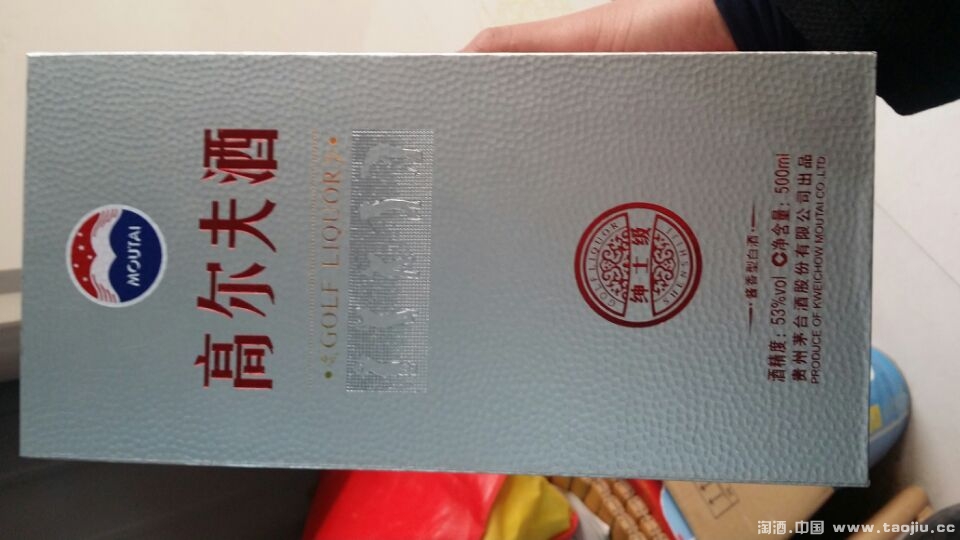 MOUTAI
高尔夫酒
GOLF LIQUOR
GOLF LIQUOR
绅士级
SHENSHIJI
酱香型白酒
酒精度：53%vol 净含量：500ml
贵州茅台酒股份有限公司出品
PRODUCE OF KWEICHOW MOUTAI CO.,LTD
淘酒.中国 www.taojiu.cc